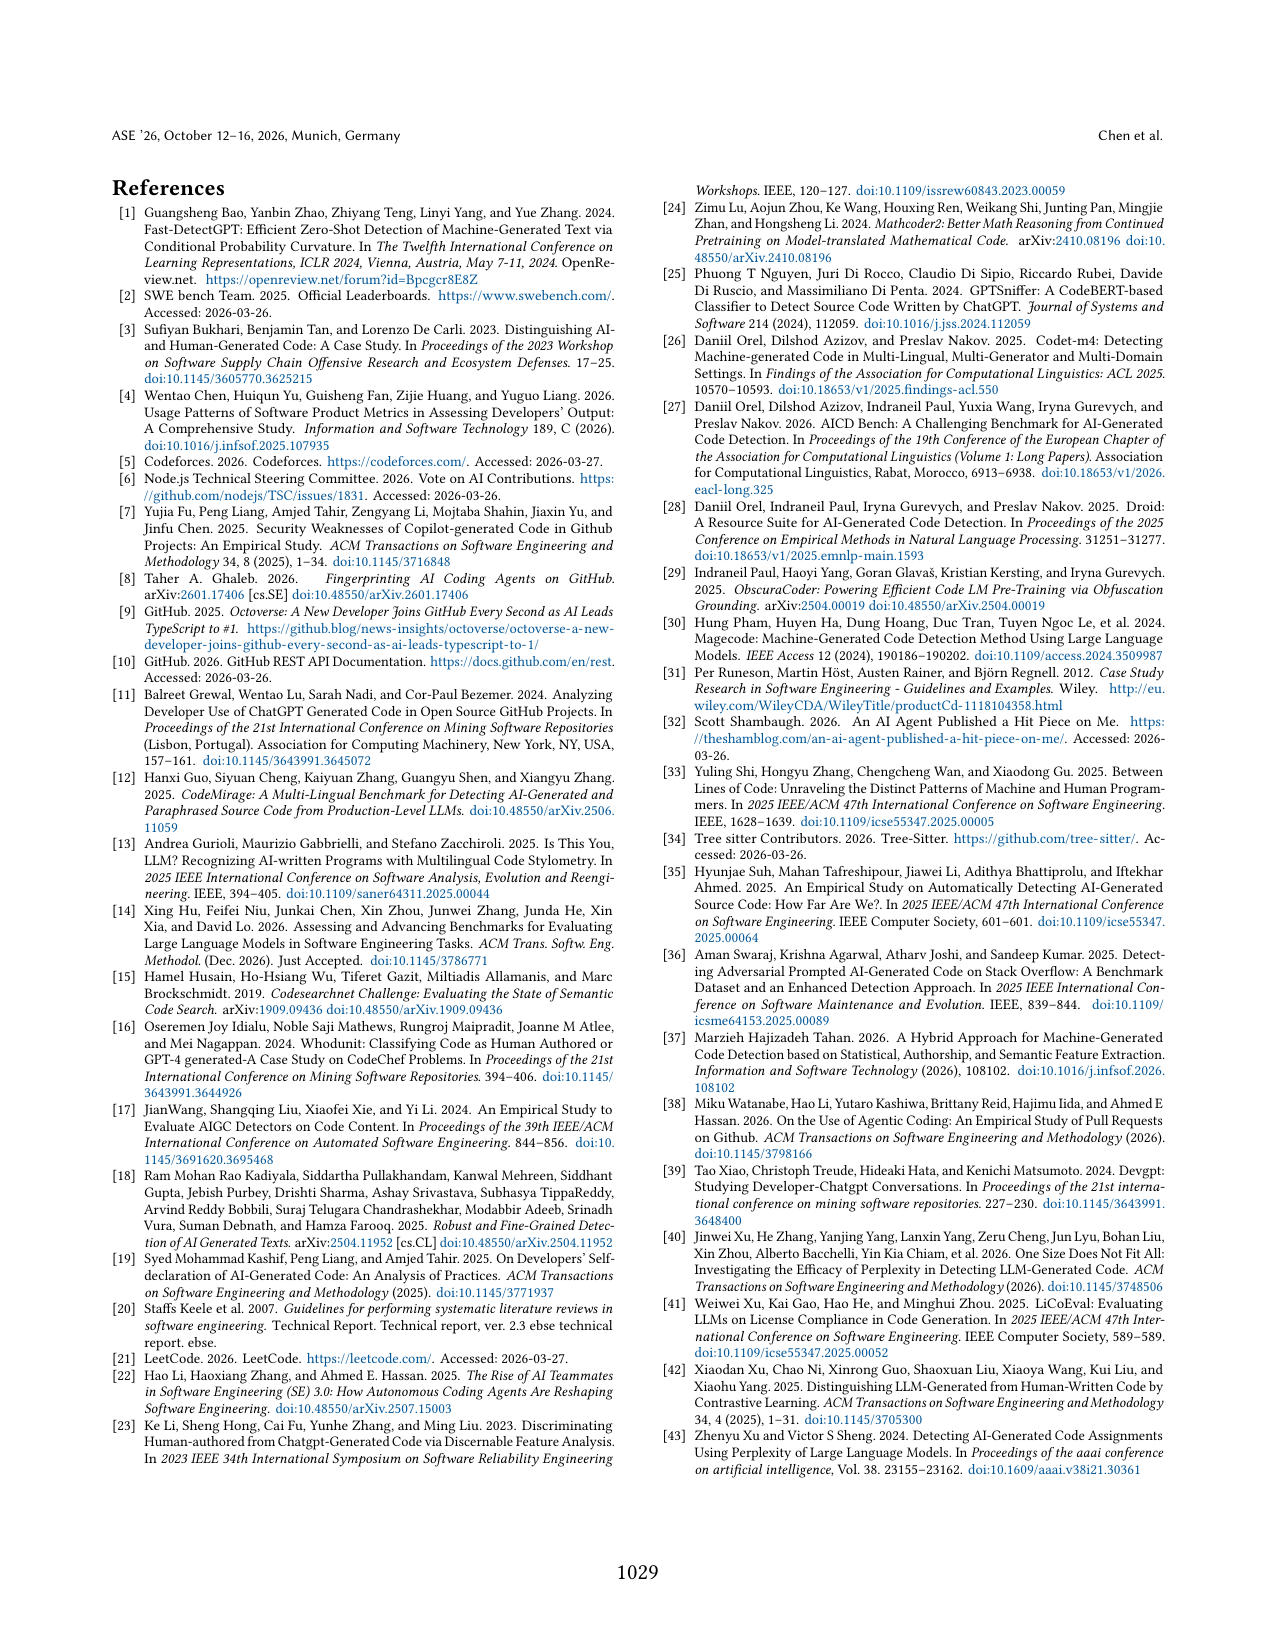 ASE ’26, October 12–16, 2026, Munich, Germany
Chen et al.
References
[1] Guangsheng Bao, Yanbin Zhao, Zhiyang Teng, Linyi Yang, and Yue Zhang. 2024.
Fast-DetectGPT: Efficient Zero-Shot Detection of Machine-Generated Text via
Conditional Probability Curvature. In The Twelfth International Conference on
Learning Representations, ICLR 2024, Vienna, Austria, May 7-11, 2024. OpenRe-
view.net. https://openreview.net/forum?id=Bpcgcr8E8Z
[2] SWE bench Team. 2025. Official Leaderboards. https://www.swebench.com/.
Accessed: 2026-03-26.
[3] Sufiyan Bukhari, Benjamin Tan, and Lorenzo De Carli. 2023. Distinguishing AI-
and Human-Generated Code: A Case Study. In Proceedings of the 2023 Workshop
on Software Supply Chain Offensive Research and Ecosystem Defenses. 17–25.
doi:10.1145/3605770.3625215
[4] Wentao Chen, Huiqun Yu, Guisheng Fan, Zijie Huang, and Yuguo Liang. 2026.
Usage Patterns of Software Product Metrics in Assessing Developers’ Output:
A Comprehensive Study. Information and Software Technology 189, C (2026).
doi:10.1016/j.infsof.2025.107935
[5] Codeforces. 2026. Codeforces. https://codeforces.com/. Accessed: 2026-03-27.
[6] Node.js Technical Steering Committee. 2026. Vote on AI Contributions. https:
//github.com/nodejs/TSC/issues/1831. Accessed: 2026-03-26.
[7] Yujia Fu, Peng Liang, Amjed Tahir, Zengyang Li, Mojtaba Shahin, Jiaxin Yu, and
Jinfu Chen. 2025. Security Weaknesses of Copilot-generated Code in Github
Projects: An Empirical Study. ACM Transactions on Software Engineering and
Methodology 34, 8 (2025), 1–34. doi:10.1145/3716848
[8] Taher A. Ghaleb. 2026. Fingerprinting AI Coding Agents on GitHub.
arXiv:2601.17406 [cs.SE] doi:10.48550/arXiv.2601.17406
[9] GitHub. 2025. Octoverse: A New Developer Joins GitHub Every Second as AI Leads
TypeScript to #1. https://github.blog/news-insights/octoverse/octoverse-a-new-
developer-joins-github-every-second-as-ai-leads-typescript-to-1/
[10] GitHub. 2026. GitHub REST API Documentation. https://docs.github.com/en/rest.
Accessed: 2026-03-26.
[11] Balreet Grewal, Wentao Lu, Sarah Nadi, and Cor-Paul Bezemer. 2024. Analyzing
Developer Use of ChatGPT Generated Code in Open Source GitHub Projects. In
Proceedings of the 21st International Conference on Mining Software Repositories
(Lisbon, Portugal). Association for Computing Machinery, New York, NY, USA,
157–161. doi:10.1145/3643991.3645072
[12] Hanxi Guo, Siyuan Cheng, Kaiyuan Zhang, Guangyu Shen, and Xiangyu Zhang.
2025. CodeMirage: A Multi-Lingual Benchmark for Detecting AI-Generated and
Paraphrased Source Code from Production-Level LLMs. doi:10.48550/arXiv.2506.
11059
[13] Andrea Gurioli, Maurizio Gabbrielli, and Stefano Zacchiroli. 2025. Is This You,
LLM? Recognizing AI-written Programs with Multilingual Code Stylometry. In
2025 IEEE International Conference on Software Analysis, Evolution and Reengi-
neering. IEEE, 394–405. doi:10.1109/saner64311.2025.00044
[14] Xing Hu, Feifei Niu, Junkai Chen, Xin Zhou, Junwei Zhang, Junda He, Xin
Xia, and David Lo. 2026. Assessing and Advancing Benchmarks for Evaluating
Large Language Models in Software Engineering Tasks. ACM Trans. Softw. Eng.
Methodol. (Dec. 2026). Just Accepted. doi:10.1145/3786771
[15] Hamel Husain, Ho-Hsiang Wu, Tiferet Gazit, Miltiadis Allamanis, and Marc
Brockschmidt. 2019. Codesearchnet Challenge: Evaluating the State of Semantic
Code Search. arXiv:1909.09436 doi:10.48550/arXiv.1909.09436
[16] Oseremen Joy Idialu, Noble Saji Mathews, Rungroj Maipradit, Joanne M Atlee,
and Mei Nagappan. 2024. Whodunit: Classifying Code as Human Authored or
GPT-4 generated-A Case Study on CodeChef Problems. In Proceedings of the 21st
International Conference on Mining Software Repositories. 394–406. doi:10.1145/
3643991.3644926
[17] JianWang, Shangqing Liu, Xiaofei Xie, and Yi Li. 2024. An Empirical Study to
Evaluate AIGC Detectors on Code Content. In Proceedings of the 39th IEEE/ACM
International Conference on Automated Software Engineering. 844–856. doi:10.
1145/3691620.3695468
[18] Ram Mohan Rao Kadiyala, Siddartha Pullakhandam, Kanwal Mehreen, Siddhant
Gupta, Jebish Purbey, Drishti Sharma, Ashay Srivastava, Subhasya TippaReddy,
Arvind Reddy Bobbili, Suraj Telugara Chandrashekhar, Modabbir Adeeb, Srinadh
Vura, Suman Debnath, and Hamza Farooq. 2025. Robust and Fine-Grained Detec-
tion of AI Generated Texts. arXiv:2504.11952 [cs.CL] doi:10.48550/arXiv.2504.11952
[19] Syed Mohammad Kashif, Peng Liang, and Amjed Tahir. 2025. On Developers’ Self-
declaration of AI-Generated Code: An Analysis of Practices. ACM Transactions
on Software Engineering and Methodology (2025). doi:10.1145/3771937
[20] Staffs Keele et al. 2007. Guidelines for performing systematic literature reviews in
software engineering. Technical Report. Technical report, ver. 2.3 ebse technical
report. ebse.
[21] LeetCode. 2026. LeetCode. https://leetcode.com/. Accessed: 2026-03-27.
[22] Hao Li, Haoxiang Zhang, and Ahmed E. Hassan. 2025. The Rise of AI Teammates
in Software Engineering (SE) 3.0: How Autonomous Coding Agents Are Reshaping
Software Engineering. doi:10.48550/arXiv.2507.15003
[23] Ke Li, Sheng Hong, Cai Fu, Yunhe Zhang, and Ming Liu. 2023. Discriminating
Human-authored from Chatgpt-Generated Code via Discernable Feature Analysis.
In 2023 IEEE 34th International Symposium on Software Reliability Engineering
Workshops. IEEE, 120–127. doi:10.1109/issrew60843.2023.00059
[24] Zimu Lu, Aojun Zhou, Ke Wang, Houxing Ren, Weikang Shi, Junting Pan, Mingjie
Zhan, and Hongsheng Li. 2024. Mathcoder2: Better Math Reasoning from Continued
Pretraining on Model-translated Mathematical Code. arXiv:2410.08196 doi:10.
48550/arXiv.2410.08196
[25] Phuong T Nguyen, Juri Di Rocco, Claudio Di Sipio, Riccardo Rubei, Davide
Di Ruscio, and Massimiliano Di Penta. 2024. GPTSniffer: A CodeBERT-based
Classifier to Detect Source Code Written by ChatGPT. Journal of Systems and
Software 214 (2024), 112059. doi:10.1016/j.jss.2024.112059
[26] Daniil Orel, Dilshod Azizov, and Preslav Nakov. 2025. Codet-m4: Detecting
Machine-generated Code in Multi-Lingual, Multi-Generator and Multi-Domain
Settings. In Findings of the Association for Computational Linguistics: ACL 2025.
10570–10593. doi:10.18653/v1/2025.findings-acl.550
[27] Daniil Orel, Dilshod Azizov, Indraneil Paul, Yuxia Wang, Iryna Gurevych, and
Preslav Nakov. 2026. AICD Bench: A Challenging Benchmark for AI-Generated
Code Detection. In Proceedings of the 19th Conference of the European Chapter of
the Association for Computational Linguistics (Volume 1: Long Papers). Association
for Computational Linguistics, Rabat, Morocco, 6913–6938. doi:10.18653/v1/2026.
eacl-long.325
[28] Daniil Orel, Indraneil Paul, Iryna Gurevych, and Preslav Nakov. 2025. Droid:
A Resource Suite for AI-Generated Code Detection. In Proceedings of the 2025
Conference on Empirical Methods in Natural Language Processing. 31251–31277.
doi:10.18653/v1/2025.emnlp-main.1593
[29] Indraneil Paul, Haoyi Yang, Goran Glavaš, Kristian Kersting, and Iryna Gurevych.
2025. ObscuraCoder: Powering Efficient Code LM Pre-Training via Obfuscation
Grounding. arXiv:2504.00019 doi:10.48550/arXiv.2504.00019
[30] Hung Pham, Huyen Ha, Dung Hoang, Duc Tran, Tuyen Ngoc Le, et al. 2024.
Magecode: Machine-Generated Code Detection Method Using Large Language
Models. IEEE Access 12 (2024), 190186–190202. doi:10.1109/access.2024.3509987
[31] Per Runeson, Martin Höst, Austen Rainer, and Björn Regnell. 2012. Case Study
Research in Software Engineering - Guidelines and Examples. Wiley. http://eu.
wiley.com/WileyCDA/WileyTitle/productCd-1118104358.html
[32] Scott Shambaugh. 2026. An AI Agent Published a Hit Piece on Me. https:
//theshamblog.com/an-ai-agent-published-a-hit-piece-on-me/. Accessed: 2026-
03-26.
[33] Yuling Shi, Hongyu Zhang, Chengcheng Wan, and Xiaodong Gu. 2025. Between
Lines of Code: Unraveling the Distinct Patterns of Machine and Human Program-
mers. In 2025 IEEE/ACM 47th International Conference on Software Engineering.
IEEE, 1628–1639. doi:10.1109/icse55347.2025.00005
[34] Tree sitter Contributors. 2026. Tree-Sitter. https://github.com/tree-sitter/. Ac-
cessed: 2026-03-26.
[35] Hyunjae Suh, Mahan Tafreshipour, Jiawei Li, Adithya Bhattiprolu, and Iftekhar
Ahmed. 2025. An Empirical Study on Automatically Detecting AI-Generated
Source Code: How Far Are We?. In 2025 IEEE/ACM 47th International Conference
on Software Engineering. IEEE Computer Society, 601–601. doi:10.1109/icse55347.
2025.00064
[36] Aman Swaraj, Krishna Agarwal, Atharv Joshi, and Sandeep Kumar. 2025. Detect-
ing Adversarial Prompted AI-Generated Code on Stack Overflow: A Benchmark
Dataset and an Enhanced Detection Approach. In 2025 IEEE International Con-
ference on Software Maintenance and Evolution. IEEE, 839–844. doi:10.1109/
icsme64153.2025.00089
[37] Marzieh Hajizadeh Tahan. 2026. A Hybrid Approach for Machine-Generated
Code Detection based on Statistical, Authorship, and Semantic Feature Extraction.
Information and Software Technology (2026), 108102. doi:10.1016/j.infsof.2026.
108102
[38] Miku Watanabe, Hao Li, Yutaro Kashiwa, Brittany Reid, Hajimu Iida, and Ahmed E
Hassan. 2026. On the Use of Agentic Coding: An Empirical Study of Pull Requests
on Github. ACM Transactions on Software Engineering and Methodology (2026).
doi:10.1145/3798166
[39] Tao Xiao, Christoph Treude, Hideaki Hata, and Kenichi Matsumoto. 2024. Devgpt:
Studying Developer-Chatgpt Conversations. In Proceedings of the 21st interna-
tional conference on mining software repositories. 227–230. doi:10.1145/3643991.
3648400
[40] Jinwei Xu, He Zhang, Yanjing Yang, Lanxin Yang, Zeru Cheng, Jun Lyu, Bohan Liu,
Xin Zhou, Alberto Bacchelli, Yin Kia Chiam, et al. 2026. One Size Does Not Fit All:
Investigating the Efficacy of Perplexity in Detecting LLM-Generated Code. ACM
Transactions on Software Engineering and Methodology (2026). doi:10.1145/3748506
[41] Weiwei Xu, Kai Gao, Hao He, and Minghui Zhou. 2025. LiCoEval: Evaluating
LLMs on License Compliance in Code Generation. In 2025 IEEE/ACM 47th Inter-
national Conference on Software Engineering. IEEE Computer Society, 589–589.
doi:10.1109/icse55347.2025.00052
[42] Xiaodan Xu, Chao Ni, Xinrong Guo, Shaoxuan Liu, Xiaoya Wang, Kui Liu, and
Xiaohu Yang. 2025. Distinguishing LLM-Generated from Human-Written Code by
Contrastive Learning. ACM Transactions on Software Engineering and Methodology
34, 4 (2025), 1–31. doi:10.1145/3705300
[43] Zhenyu Xu and Victor S Sheng. 2024. Detecting AI-Generated Code Assignments
Using Perplexity of Large Language Models. In Proceedings of the aaai conference
on artificial intelligence, Vol. 38. 23155–23162. doi:10.1609/aaai.v38i21.30361
1029